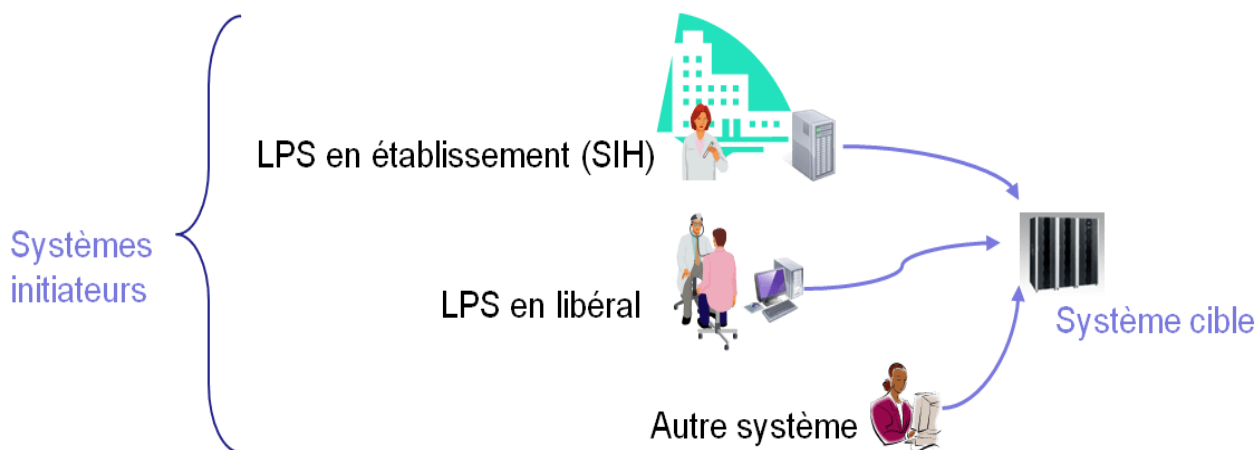 LPS en établissement (SIH)
Systèmes
initiateurs
LPS en libéral
Système cible
Autre système